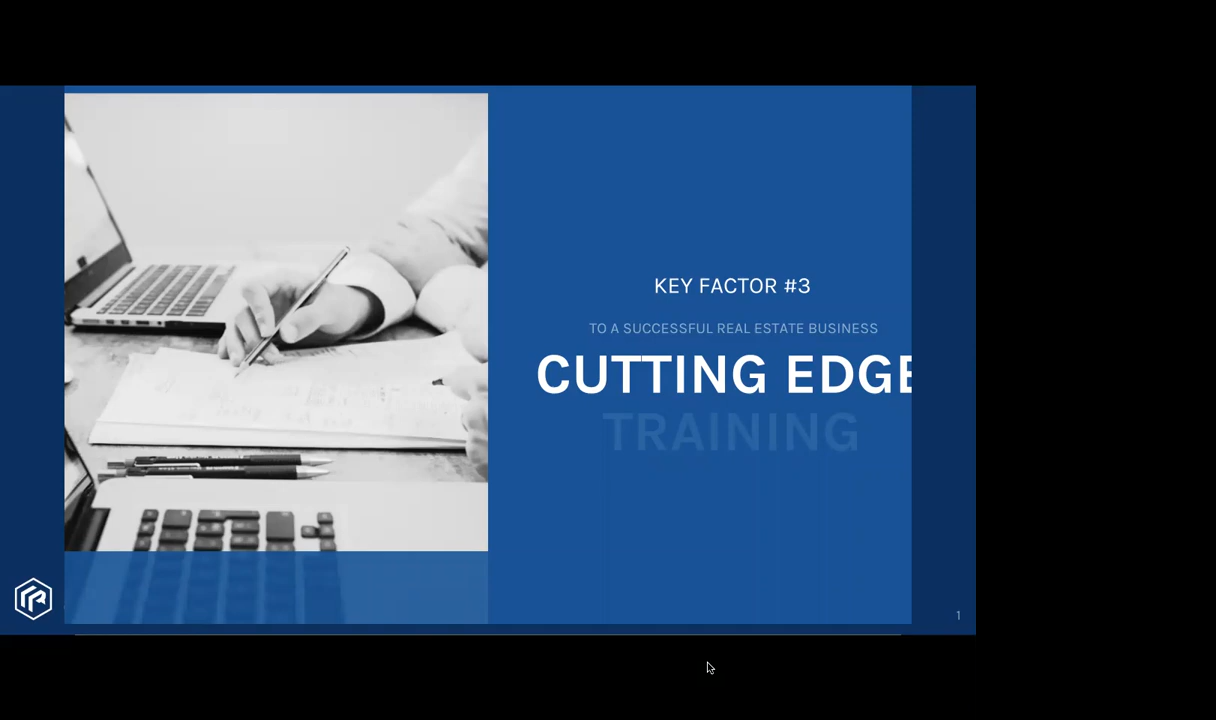 KEY FACTOR #3
TO A SUCCESSFUL REAL ESTATE BUSINESS
CUTTING EDGE
TRAINING
1